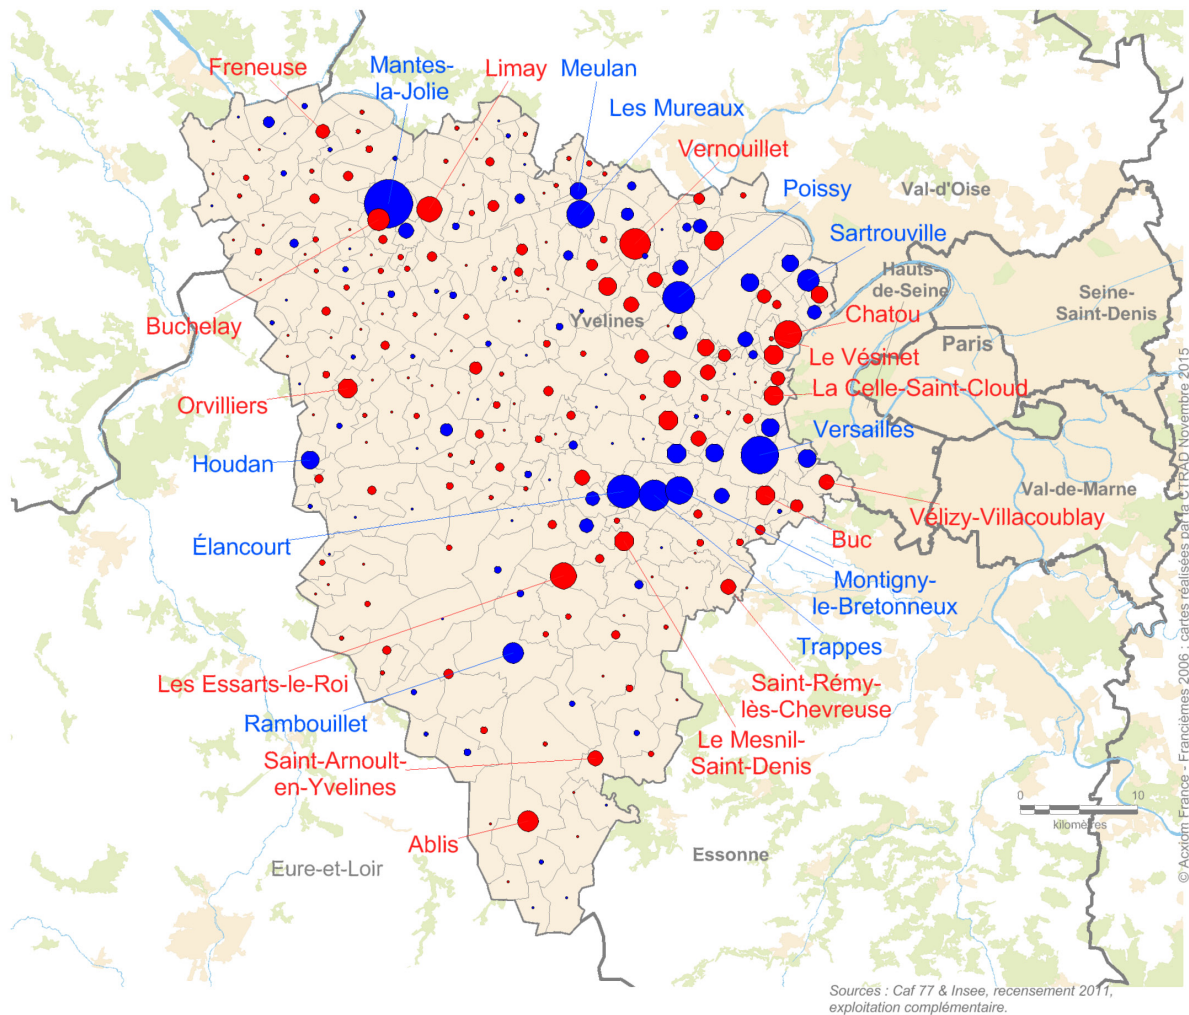 Freneuse
Mantes-
la-Jolie
Limay
Meulan
Les Mureaux
Vernouillet
Poissy
Val-d'Oise
Sartrouville
Hauts-
de-Seine
Seine-
Saint-Denis
Buchelay
Yvelines
Chatou
Paris
Le Vésinet
La Celle-Saint-Cloud
Orvilliers
Versailles
Houdan
Val-de-Marne
Vélizy-Villacoublay
Élancourt
Buc
Montigny-
le-Bretonneux
Trappes
Les Essarts-le-Roi
Saint-Rémy-
lès-Chevreuse
Rambouillet
Le Mesnil-
Saint-Denis
Saint-Arnoult-
en-Yvelines
0 10
kilomètres
Ablis
Essonne
Eure-et-Loir
© Acxiom France - Francièmes 2006 ; cartes réalisées par la CTRAD Novembre 2015
Sources : Caf 77 & Insee, recensement 2011,
exploitation complémentaire.